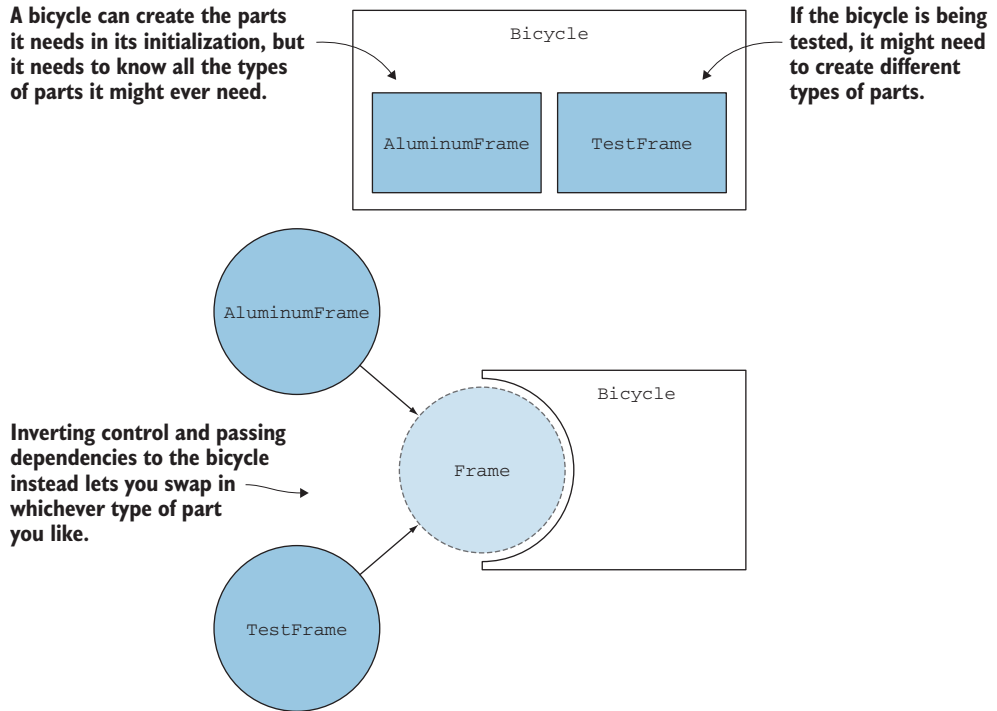 A bicycle can create the parts
it needs in its initialization, but
it needs to know all the types
of parts it might ever need.
Bicycle
AluminumFrame
TestFrame
If the bicycle is being
tested, it might need
to create different
types of parts.
AluminumFrame
Bicycle
Frame
Inverting control and passing
dependencies to the bicycle
instead lets you swap in
whichever type of part
you like.
TestFrame